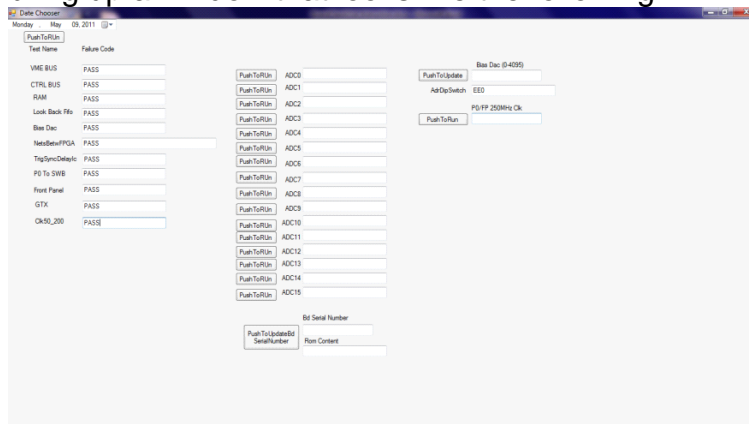 Date Chooser
Monday , May 09, 2011
PushToRUn
Test Name Failure Code
VME BUS PASS
CTRL BUS PASS
RAM PASS
Look Back Fifo PASS
Bias Dac PASS
NetsBetwFPGA PASS
TrigSyncDelayIc PASS
P0 To SWB PASS
Front Panel PASS
GTX PASS
Clk50_200 PASS
PushToRUn ADC0
PushToRUn ADC1
PushToRUn ADC2
PushToRUn ADC3
PushToRUn ADC4
PushToRUn ADC5
PushToRUn ADC6
PushToRUn ADC7
PushToRUn ADC8
PushToRUn ADC9
PushToRUn ADC10
PushToRUn ADC11
PushToRUn ADC12
PushToRUn ADC13
PushToRUn ADC14
PushToRUn ADC15
Bd Serial Number
PushToUpdateBd
SerialNumber
Rom Content
Bias Dac (0-4095)
PushToUpdate
AdrDipSwitch EE0
P0/FP 250MHz Clk
PushToRun